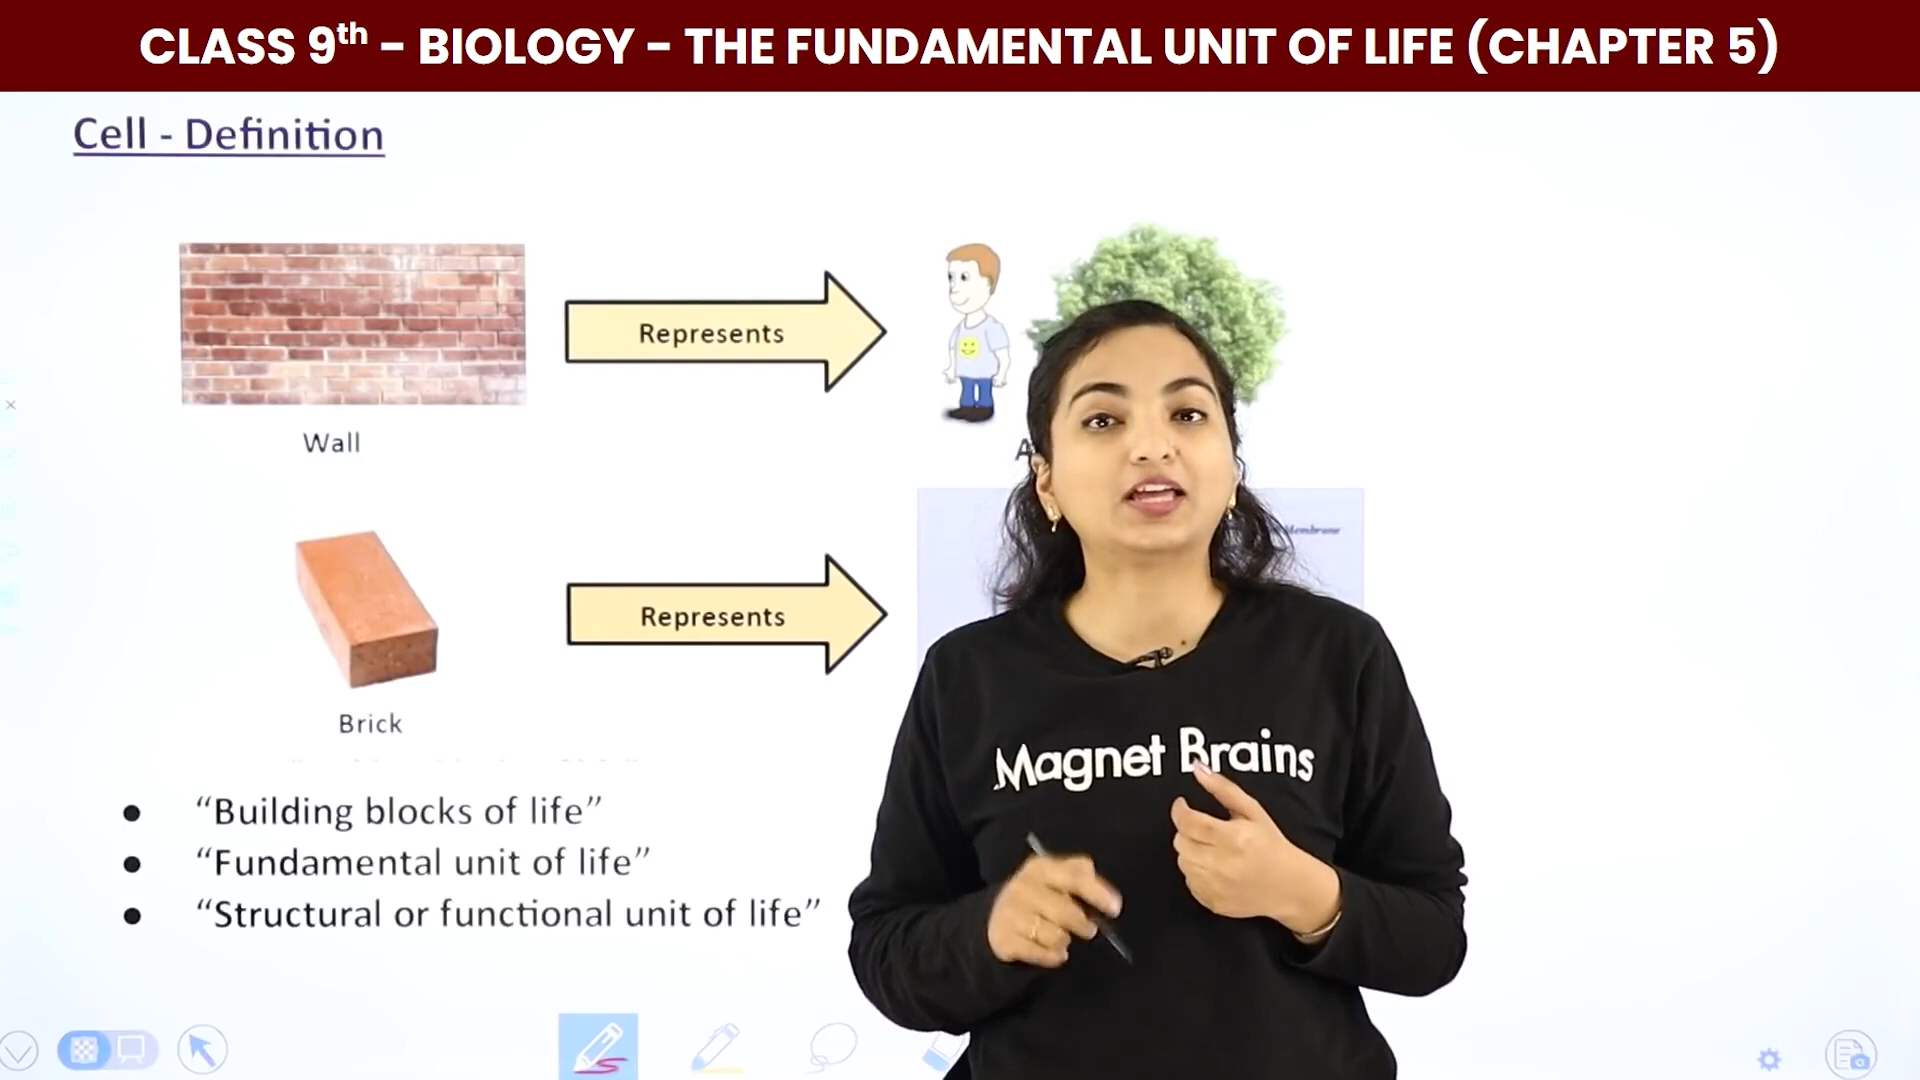 CLASS 9th - BIOLOGY - THE FUNDAMENTAL UNIT OF LIFE (CHAPTER 5)
Cell - Definition
Represents
Wall
Membrane
Represents
Brick
Magnet Brains
● “Building blocks of life”
● “Fundamental unit of life”
● “Structural or functional unit of life”